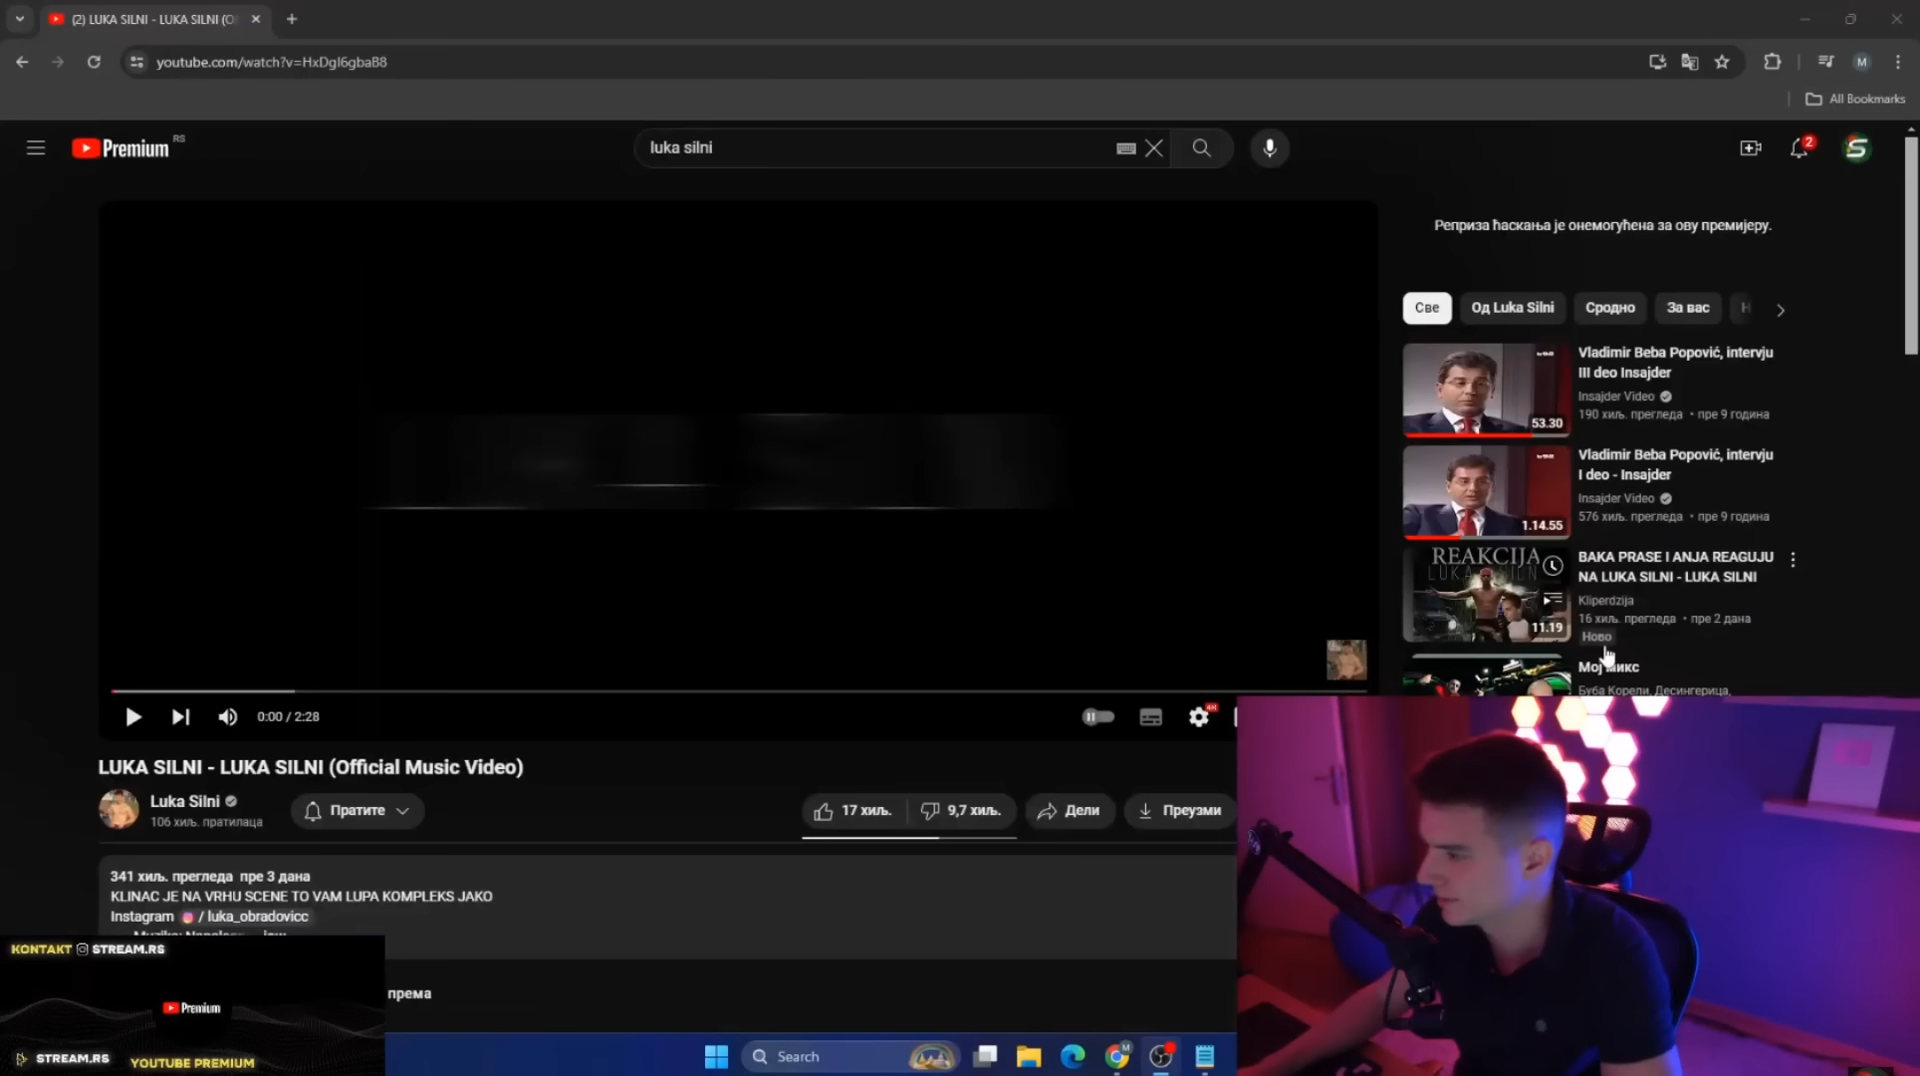 (2) LUKA SILNI - LUKA SILNI (O
youtube.com/watch?v=HxDgI6gbaB8
M
All Bookmarks
Premium RS
luka silni
2
S
Реприза ћаскања је онемогућена за ову премијеру.
Све
Од Luka Silni
Сродно
За вас
Н
Vladimir Beba Popović, intervju
III deo Insajder
Insajder Video
190 хиљ. прегледа • пре 9 година
53.30
Vladimir Beba Popović, intervju
I deo - Insajder
Insajder Video
576 хиљ. прегледа • пре 9 година
1.14.55
REAKCIJA
LUKA SILNI
11.19
BAKA PRASE I ANJA REAGUJU
NA LUKA SILNI - LUKA SILNI
Kliperdzija
16 хиљ. прегледа • пре 2 дана
Ново
Мој микс
Буба Корели, Десингерица,
0:00 / 2:28
LUKA SILNI - LUKA SILNI (Official Music Video)
Luka Silni
106 хиљ. пратилаца
Пратите
17 хиљ.
9,7 хиљ.
Дели
Преузми
341 хиљ. прегледа пре 3 дана
KLINAC JE NA VRHU SCENE TO VAM LUPA KOMPLEKS JAKO
Instagram / luka_obradovicc
према
KONTAKT STREAM.RS
Premium
STREAM.RS
YOUTUBE PREMIUM
Search
M